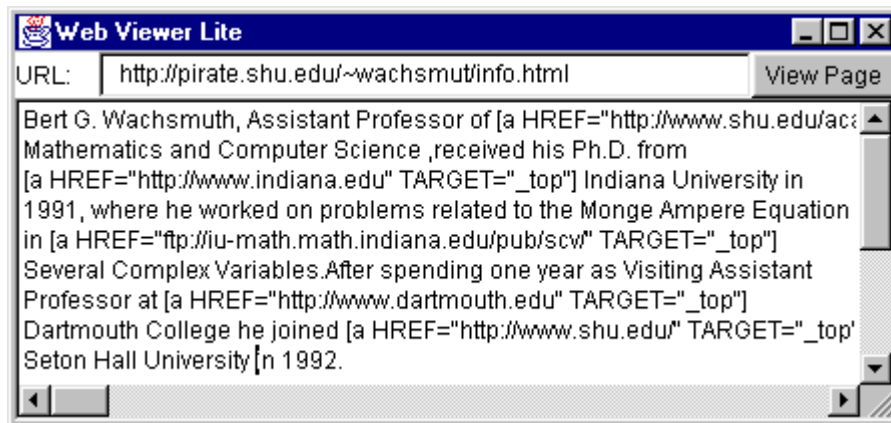 Web Viewer Lite
URL: http://pirate.shu.edu/~wachsmut/info.html View Page
Bert G. Wachsmuth, Assistant Professor of [a HREF="http://www.shu.edu/aca
Mathematics and Computer Science ,received his Ph.D. from
[a HREF="http://www.indiana.edu" TARGET="_top"] Indiana University in
1991, where he worked on problems related to the Monge Ampere Equation
in [a HREF="ftp://iu-math.math.indiana.edu/pub/scv/" TARGET="_top"]
Several Complex Variables.After spending one year as Visiting Assistant
Professor at [a HREF="http://www.dartmouth.edu" TARGET="_top"]
Dartmouth College he joined [a HREF="http://www.shu.edu/" TARGET="_top"
Seton Hall University in 1992.